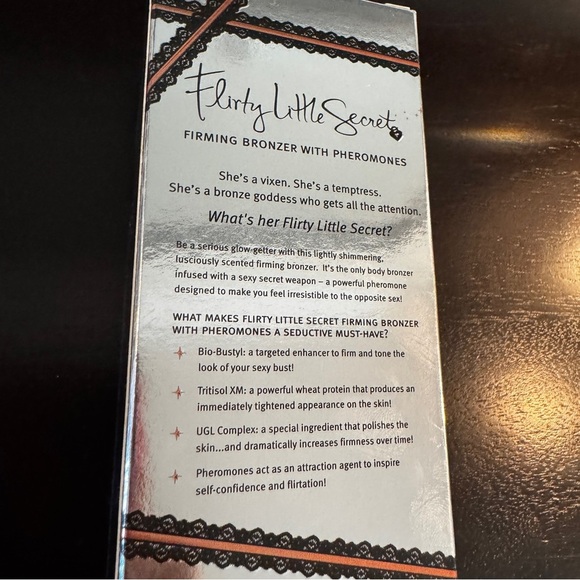 Flirty Little Secret
FIRMING BRONZER WITH PHEROMONES
She's a vixen. She's a temptress.
She's a bronze goddess who gets all the attention.
What's her Flirty Little Secret?
Be a serious glow-getter with this lightly shimmering,
lusciously scented firming bronzer. It's the only body bronzer
infused with a sexy secret weapon – a powerful pheromone
designed to make you feel irresistible to the opposite sex!
WHAT MAKES FLIRTY LITTLE SECRET FIRMING BRONZER
WITH PHEROMONES A SEDUCTIVE MUST-HAVE?
Bio-Bustyl: a targeted enhancer to firm and tone the
look of your sexy bust!
Tritisol XM: a powerful wheat protein that produces an
immediately tightened appearance on the skin!
UGL Complex: a special ingredient that polishes the
skin...and dramatically increases firmness over time!
Pheromones act as an attraction agent to inspire
self-confidence and flirtation!